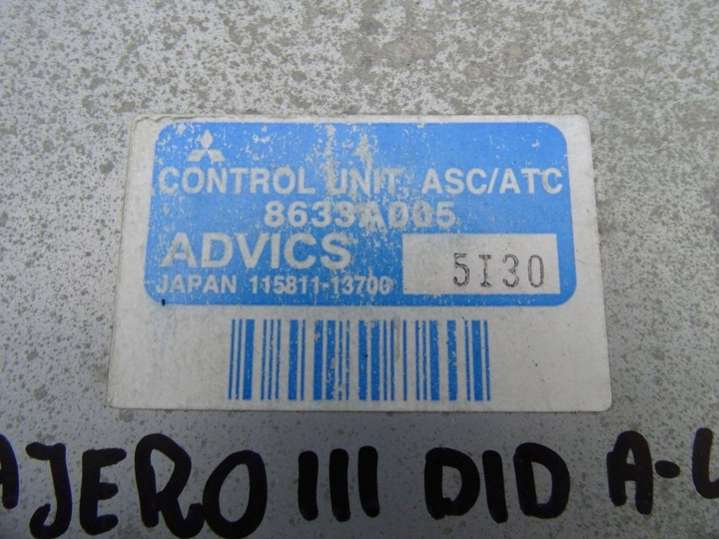 CONTROL UNIT, ASC/ATC
8633A005
ADVICS
JAPAN 115811-13700
5I30
AJERO III DID A-